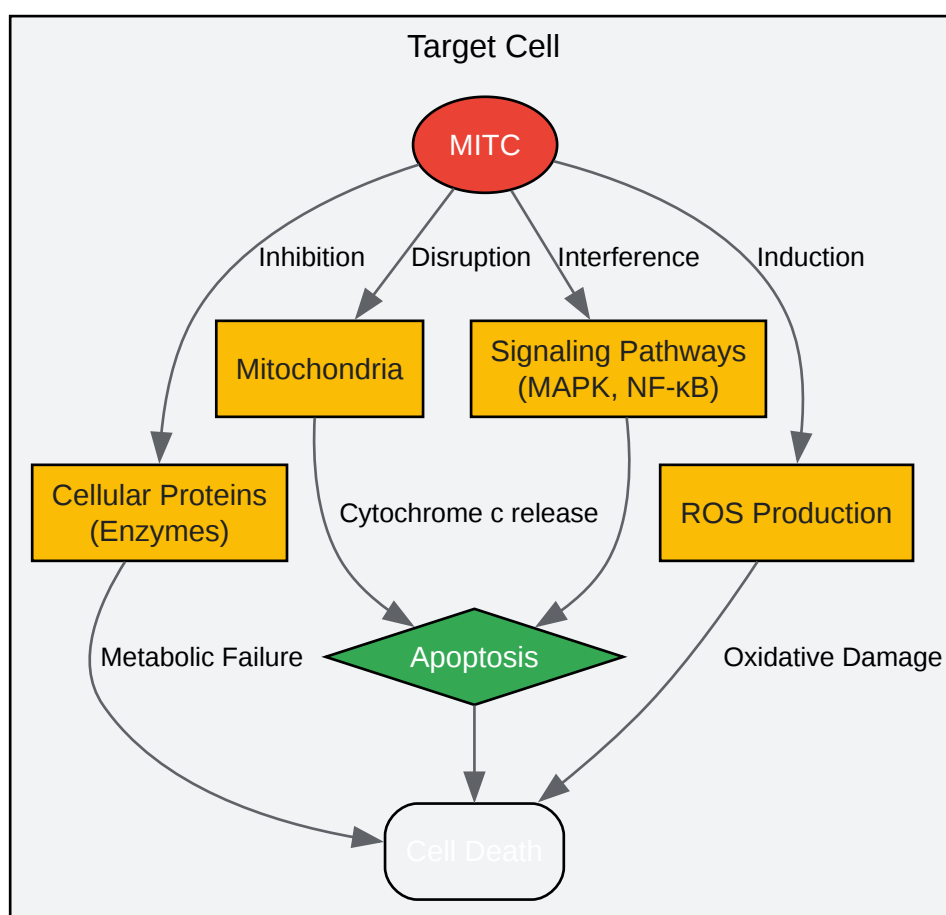 Target Cell
MITC
Inhibition
Disruption
Interference
Induction
Mitochondria
Signaling Pathways
(MAPK, NF-κB)
Cellular Proteins
(Enzymes)
Cytochrome c release
ROS Production
Metabolic Failure
Apoptosis
Oxidative Damage
Cell Death